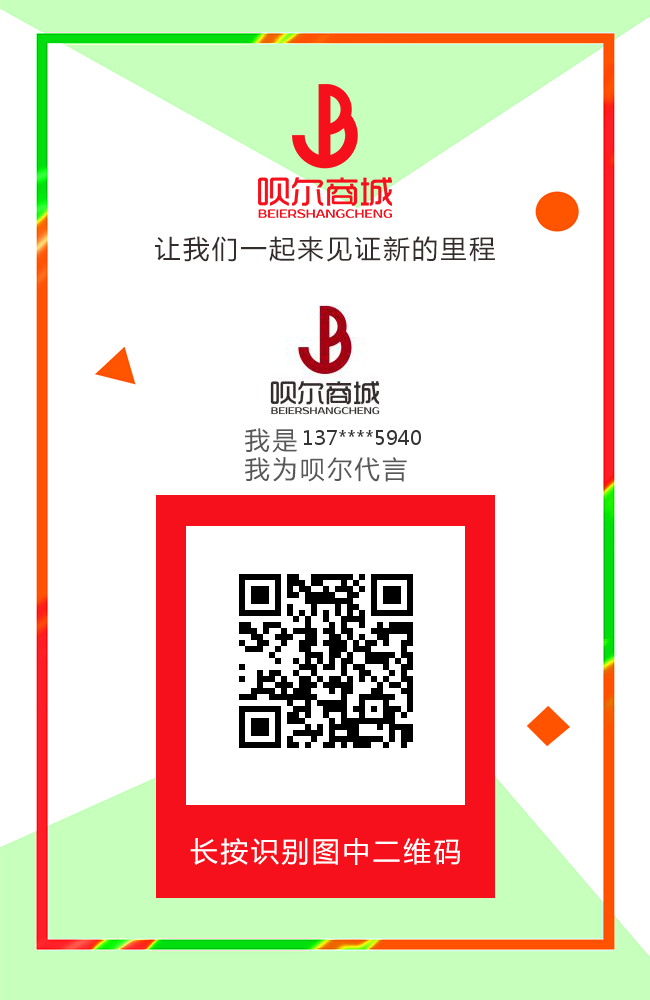 呗尔商城
BEIERSHANGCHENG
让我们一起来见证新的里程
呗尔商城
BEIERSHANGCHENG
我是 137****5940
我为呗尔代言
长按识别图中二维码